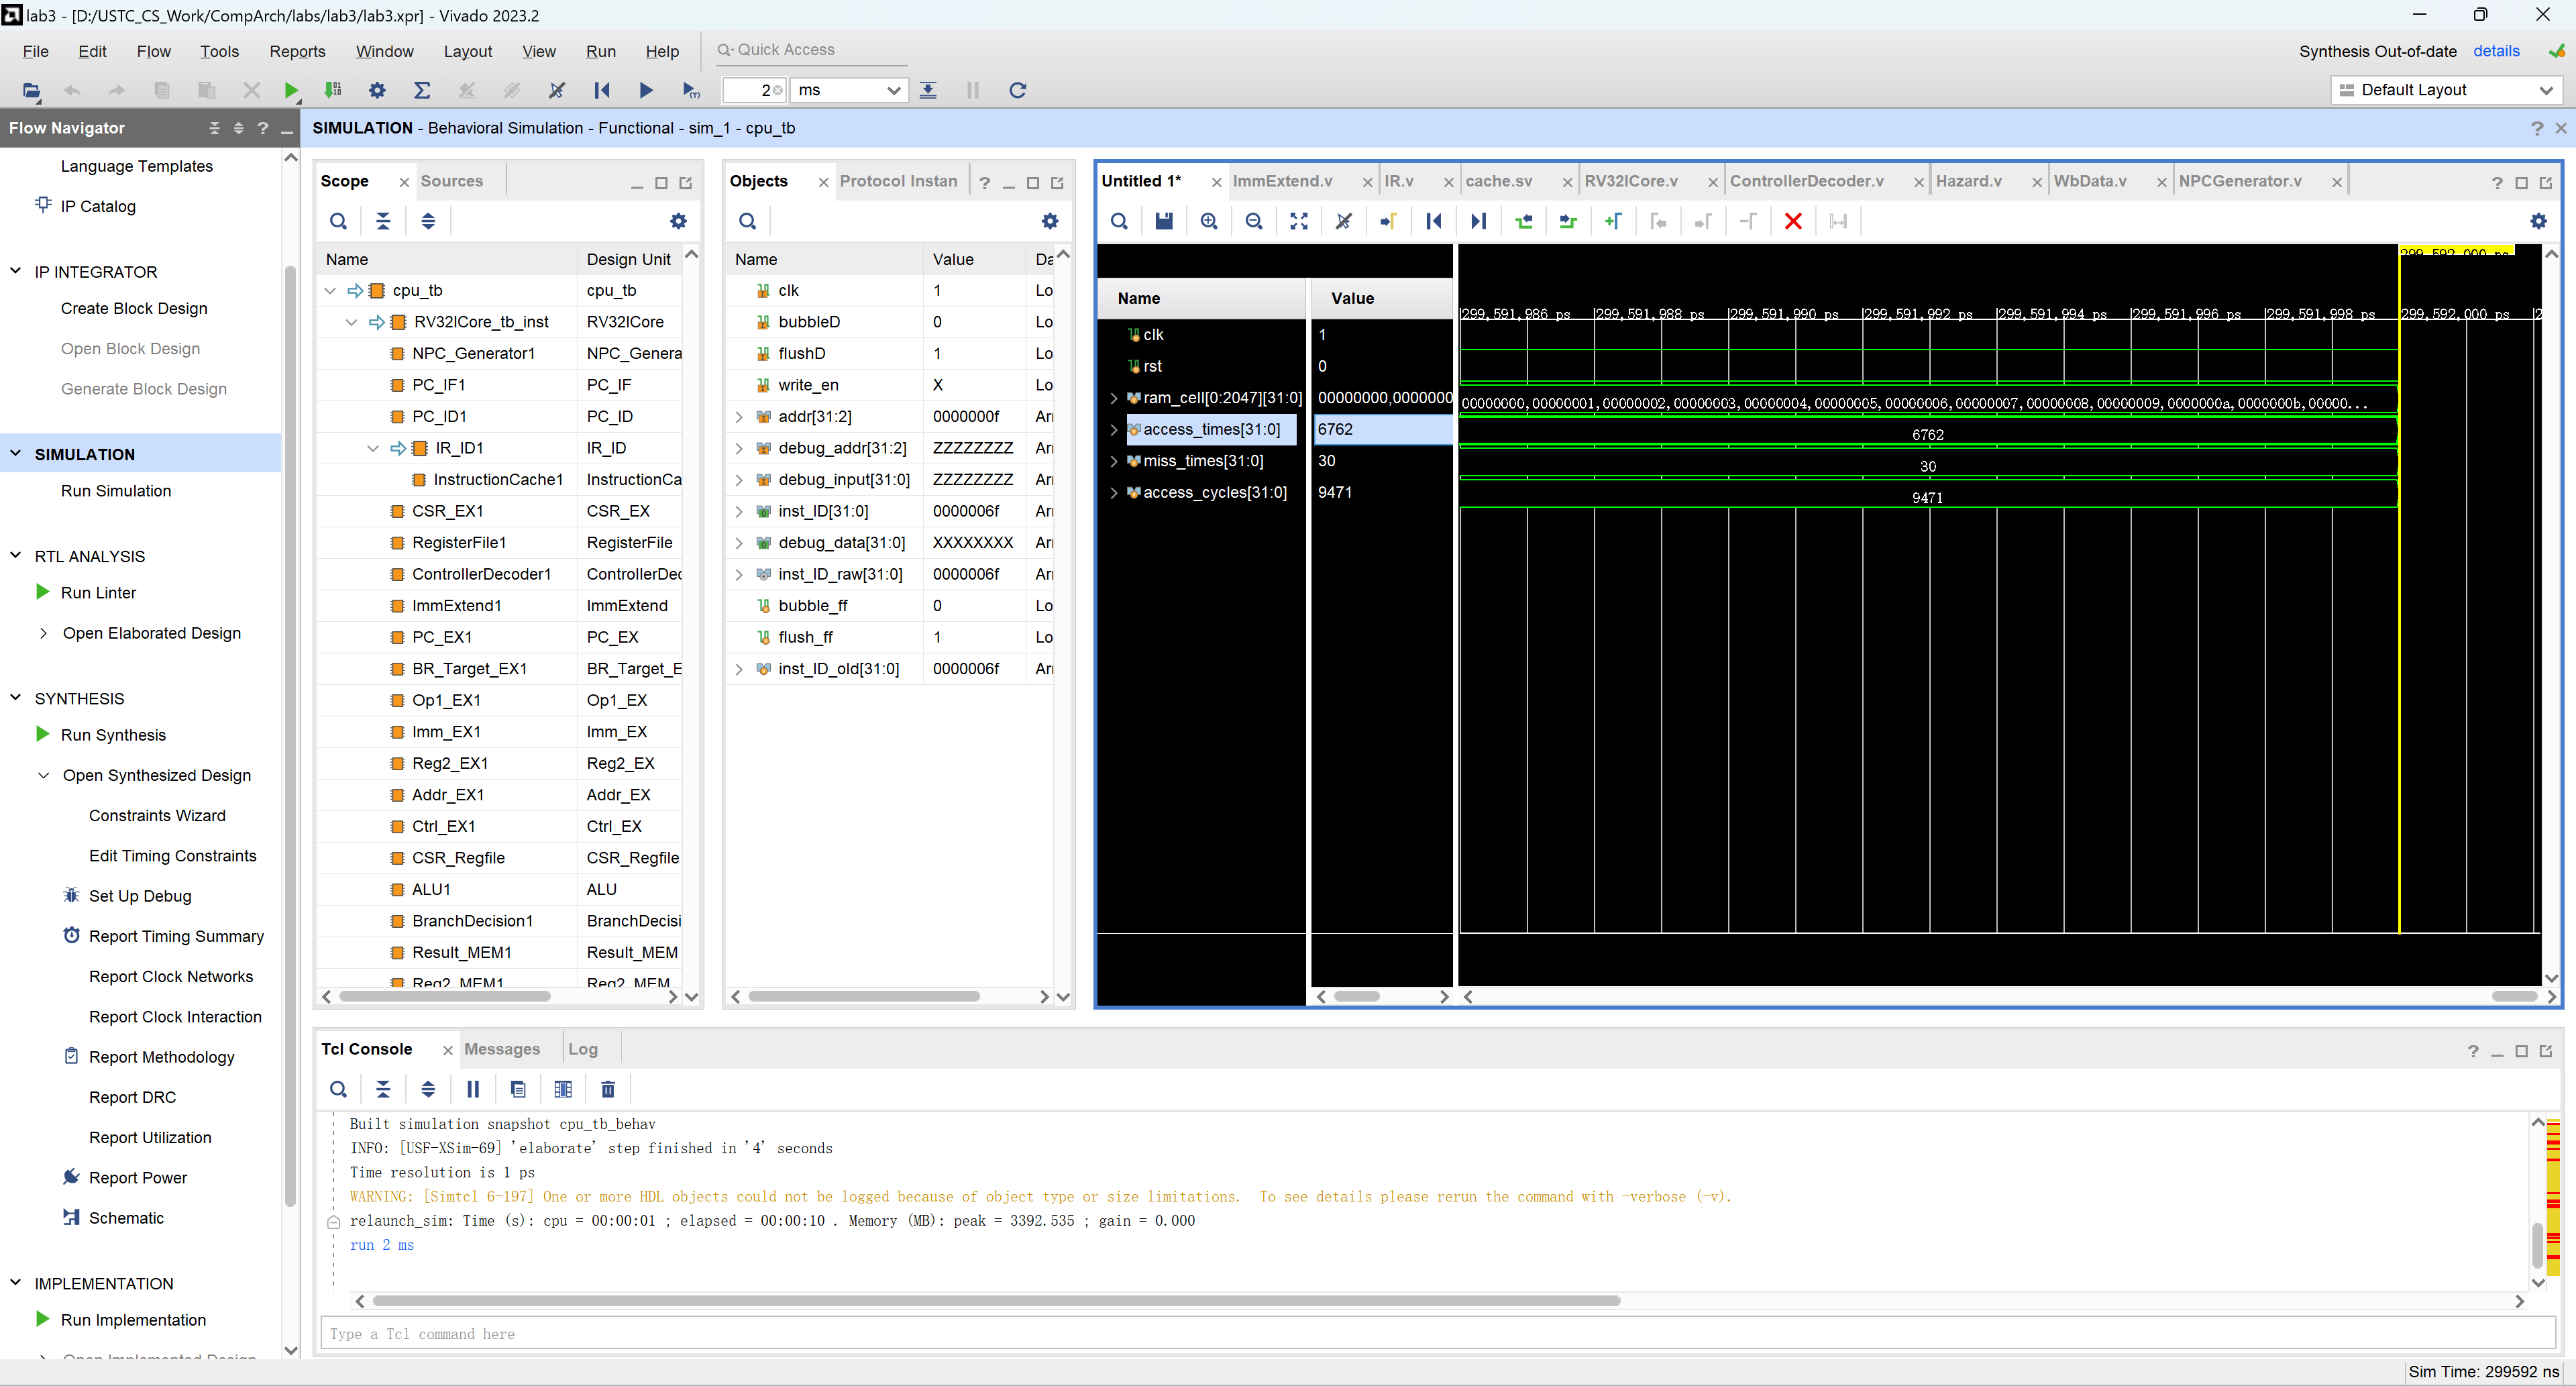 lab3 - [D:/USTC_CS_Work/CompArch/labs/lab3/lab3.xpr] - Vivado 2023.2
File Edit Flow Tools Reports Window Layout View Run Help Quick Access
Synthesis Out-of-date details
2 ms
Default Layout
Flow Navigator
SIMULATION - Behavioral Simulation - Functional - sim_1 - cpu_tb
Language Templates
IP Catalog
IP INTEGRATOR
Create Block Design
Open Block Design
Generate Block Design
SIMULATION
Run Simulation
RTL ANALYSIS
Run Linter
Open Elaborated Design
SYNTHESIS
Run Synthesis
Open Synthesized Design
Constraints Wizard
Edit Timing Constraints
Set Up Debug
Report Timing Summary
Report Clock Networks
Report Clock Interaction
Report Methodology
Report DRC
Report Utilization
Report Power
Schematic
IMPLEMENTATION
Run Implementation
Open Implemented Design
Scope Sources
Name Design Unit
cpu_tb cpu_tb
RV32ICore_tb_inst RV32ICore
NPC_Generator1 NPC_Genera
PC_IF1 PC_IF
PC_ID1 PC_ID
IR_ID1 IR_ID
InstructionCache1 InstructionCa
CSR_EX1 CSR_EX
RegisterFile1 RegisterFile
ControllerDecoder1 ControllerDec
ImmExtend1 ImmExtend
PC_EX1 PC_EX
BR_Target_EX1 BR_Target_E
Op1_EX1 Op1_EX
Imm_EX1 Imm_EX
Reg2_EX1 Reg2_EX
Addr_EX1 Addr_EX
Ctrl_EX1 Ctrl_EX
CSR_Regfile CSR_Regfile
ALU1 ALU
BranchDecision1 BranchDecisi
Result_MEM1 Result_MEM
Reg2_MEM1 Reg2_MEM
Objects Protocol Instan
Name Value Da
clk 1 Lo
bubbleD 0 Lo
flushD 1 Lo
write_en X Lo
addr[31:2] 0000000f Arr
debug_addr[31:2] ZZZZZZZZ Arr
debug_input[31:0] ZZZZZZZZ Arr
inst_ID[31:0] 0000006f Arr
debug_data[31:0] XXXXXXXX Arr
inst_ID_raw[31:0] 0000006f Arr
bubble_ff 0 Lo
flush_ff 1 Lo
inst_ID_old[31:0] 0000006f Arr
Untitled 1* ImmExtend.v IR.v cache.sv RV32ICore.v ControllerDecoder.v Hazard.v WbData.v NPCGenerator.v
299,592,000 ps
Name Value
299,591,986 ps 299,591,988 ps 299,591,990 ps 299,591,992 ps 299,591,994 ps 299,591,996 ps 299,591,998 ps 299,592,000 ps 2
clk 1
rst 0
ram_cell[0:2047][31:0] 00000000,0000000 00000000,00000001,00000002,00000003,00000004,00000005,00000006,00000007,00000008,00000009,0000000a,0000000b,00000...
access_times[31:0] 6762 6762
miss_times[31:0] 30 30
access_cycles[31:0] 9471 9471
Tcl Console Messages Log
Built simulation snapshot cpu_tb_behav
INFO: [USF-XSim-69] 'elaborate' step finished in '4' seconds
Time resolution is 1 ps
WARNING: [Simtcl 6-197] One or more HDL objects could not be logged because of object type or size limitations.  To see details please rerun the command with -verbose (-v).
relaunch_sim: Time (s): cpu = 00:00:01 ; elapsed = 00:00:10 . Memory (MB): peak = 3392.535 ; gain = 0.000
run 2 ms
Type a Tcl command here
Sim Time: 299592 ns